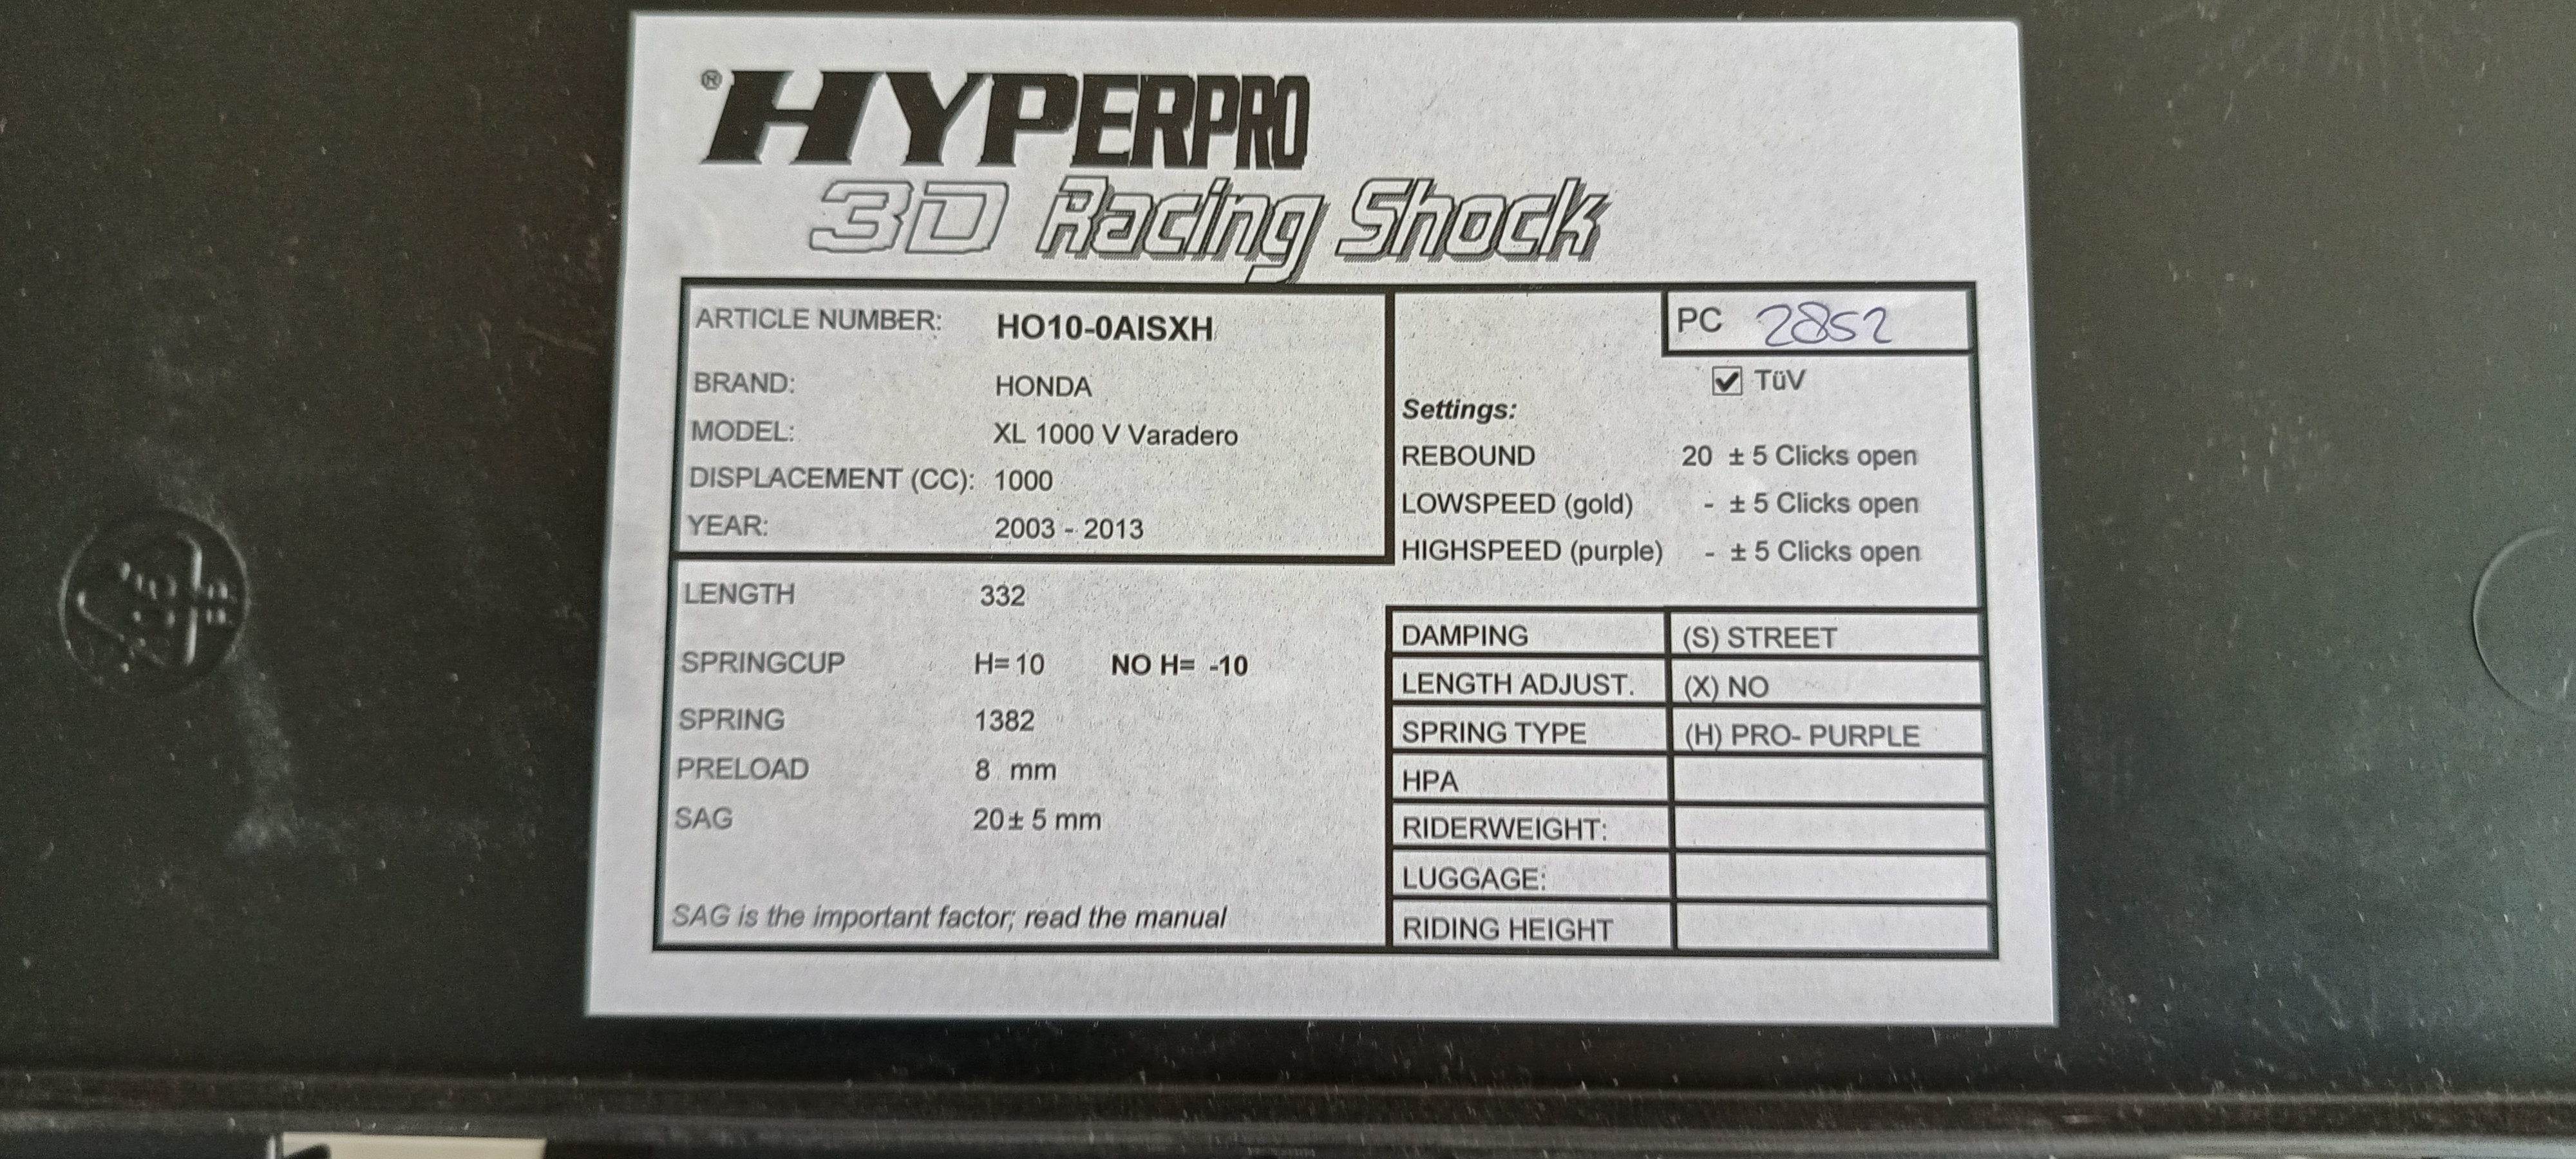 ® HYPERPRO
3D Racing Shock
ARTICLE NUMBER: HO10-0AISXH
BRAND: HONDA
MODEL: XL 1000 V Varadero
DISPLACEMENT (CC): 1000
YEAR: 2003 - 2013
PC 2852
TüV
Settings:
REBOUND 20 ± 5 Clicks open
LOWSPEED (gold) - ± 5 Clicks open
HIGHSPEED (purple) - ± 5 Clicks open
LENGTH 332
SPRINGCUP H= 10 NO H= -10
SPRING 1382
PRELOAD 8 mm
SAG 20± 5 mm
SAG is the important factor; read the manual
DAMPING (S) STREET
LENGTH ADJUST. (X) NO
SPRING TYPE (H) PRO- PURPLE
HPA
RIDERWEIGHT:
LUGGAGE:
RIDING HEIGHT